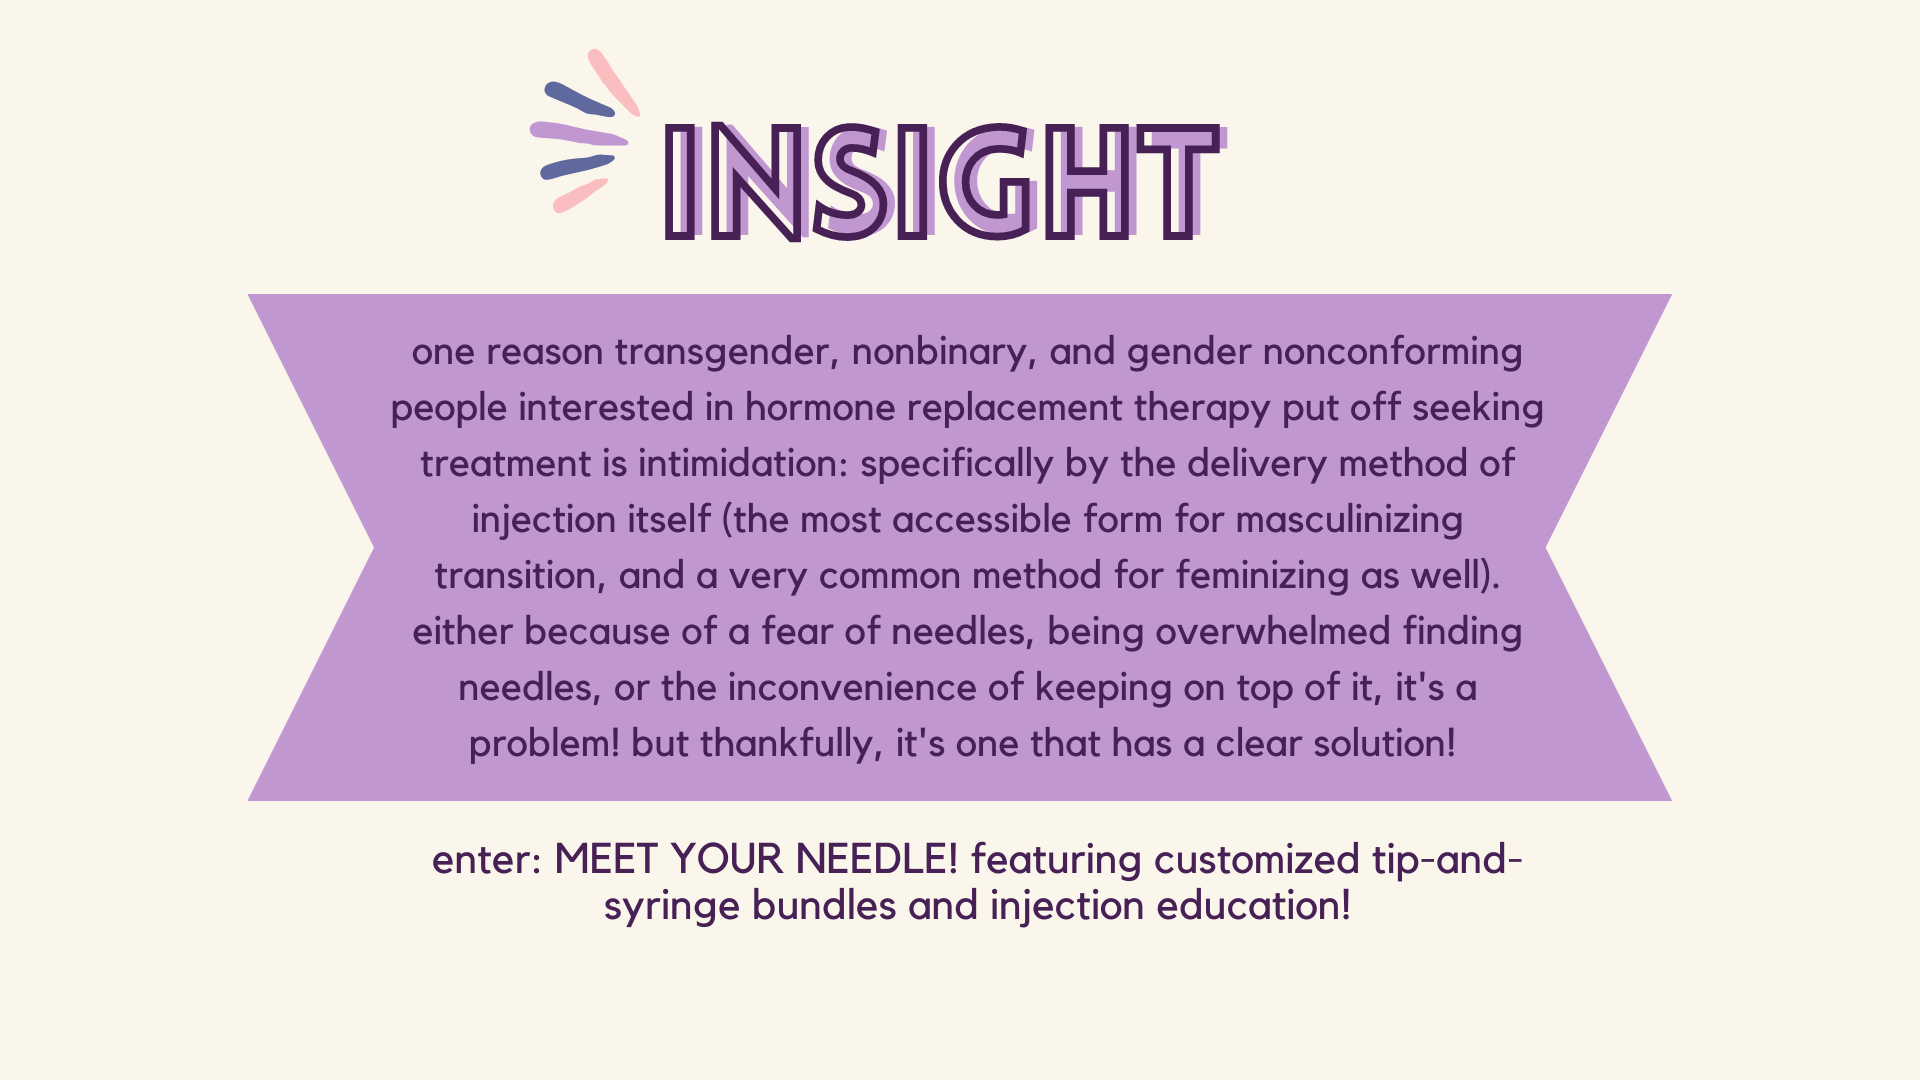 INSIGHT
one reason transgender, nonbinary, and gender nonconforming
people interested in hormone replacement therapy put off seeking
treatment is intimidation: specifically by the delivery method of
injection itself (the most accessible form for masculinizing
transition, and a very common method for feminizing as well).
either because of a fear of needles, being overwhelmed finding
needles, or the inconvenience of keeping on top of it, it's a
problem! but thankfully, it's one that has a clear solution!
enter: MEET YOUR NEEDLE! featuring customized tip-and-
syringe bundles and injection education!